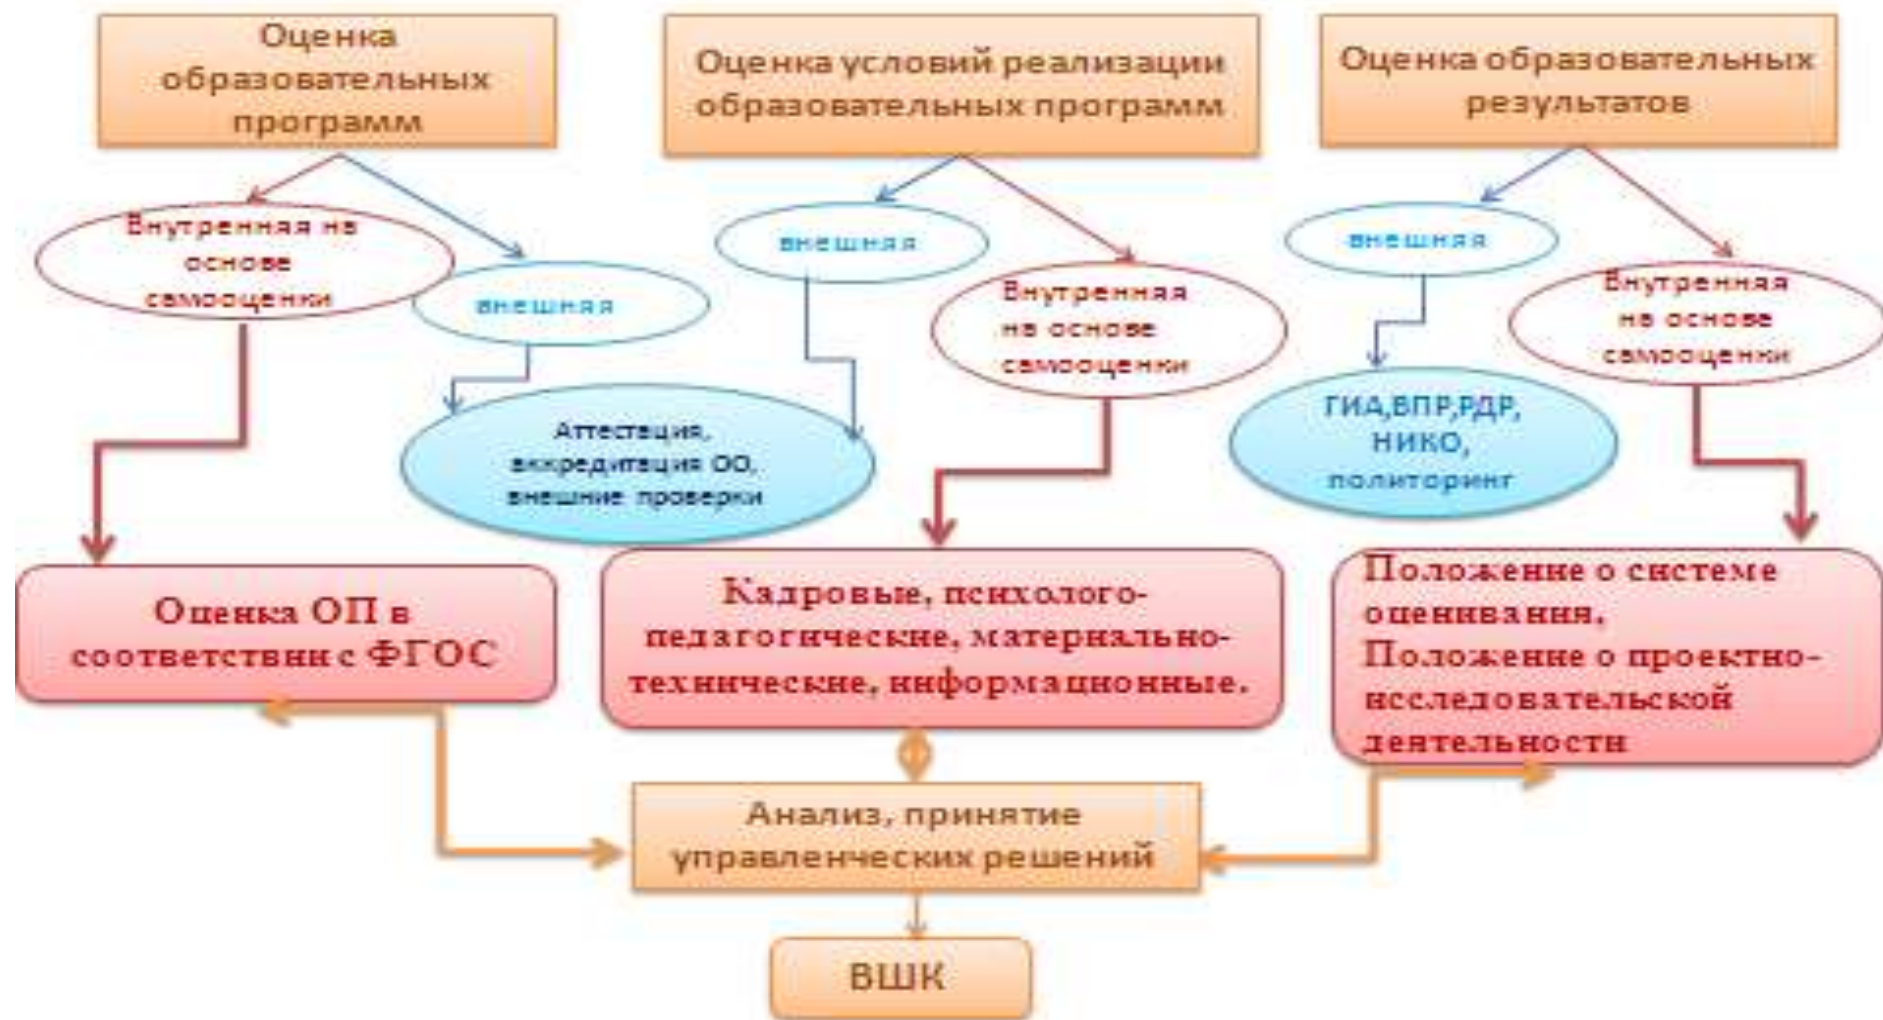 Оценка
образовательных
программ
Оценка условий реализации
образовательных программ
Оценка образовательных
результатов
Внутренняя на
основе
самооценки
внешняя
внешняя
Внутренняя
на основе
самооценки
внешняя
Внутренняя
на основе
самооценки
Аттестация,
аккредитация ОО,
внешние проверки
ГИА,ВПР,РДР,
НИКО,
политоринг
Оценка ОП в
соответствии с ФГОС
Кадровые, психолого-
педагогические, материально-
технические, информационные.
Положение о системе
оценивания.
Положение о проектно-
исследовательской
деятельности
Анализ, принятие
управленческих решений
ВШК